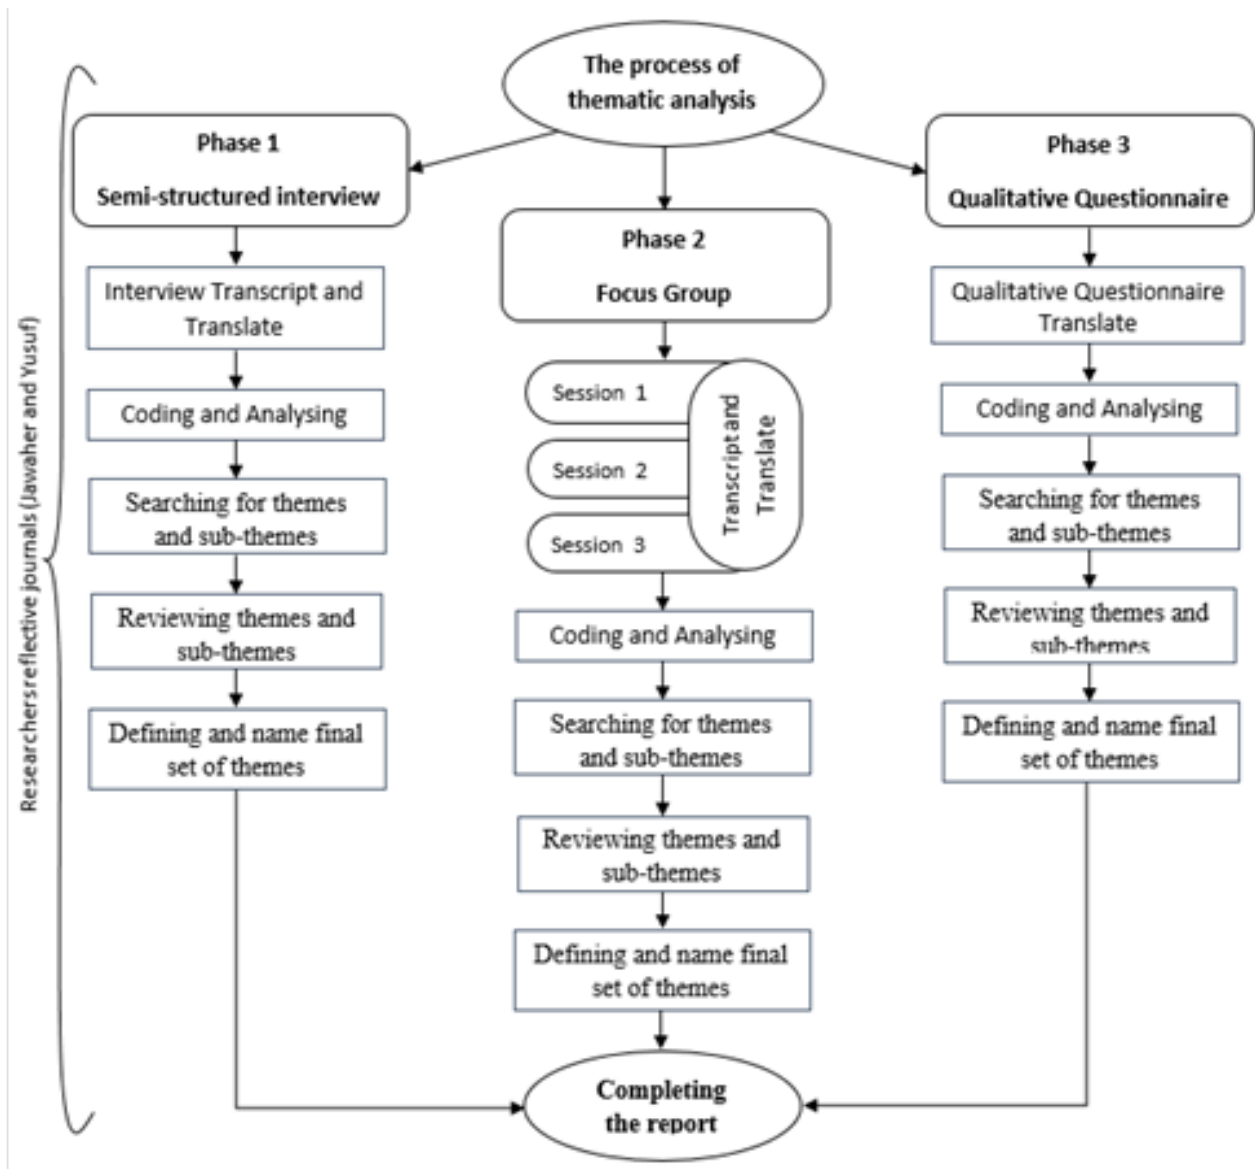 The process of
thematic analysis
Phase 1
Semi-structured interview
Interview Transcript and
Translate
Coding and Analysing
Searching for themes
and sub-themes
Reviewing themes and
sub-themes
Defining and name final
set of themes
Phase 2
Focus Group
Session 1
Session 2
Session 3
Transcript and
Translate
Coding and Analysing
Searching for themes
and sub-themes
Reviewing themes and
sub-themes
Defining and name final
set of themes
Phase 3
Qualitative Questionnaire
Qualitative Questionnaire
Translate
Coding and Analysing
Searching for themes
and sub-themes
Reviewing themes and
sub-themes
Defining and name final
set of themes
Completing
the report
Researchers reflective journals (Jawaher and Yusuf)